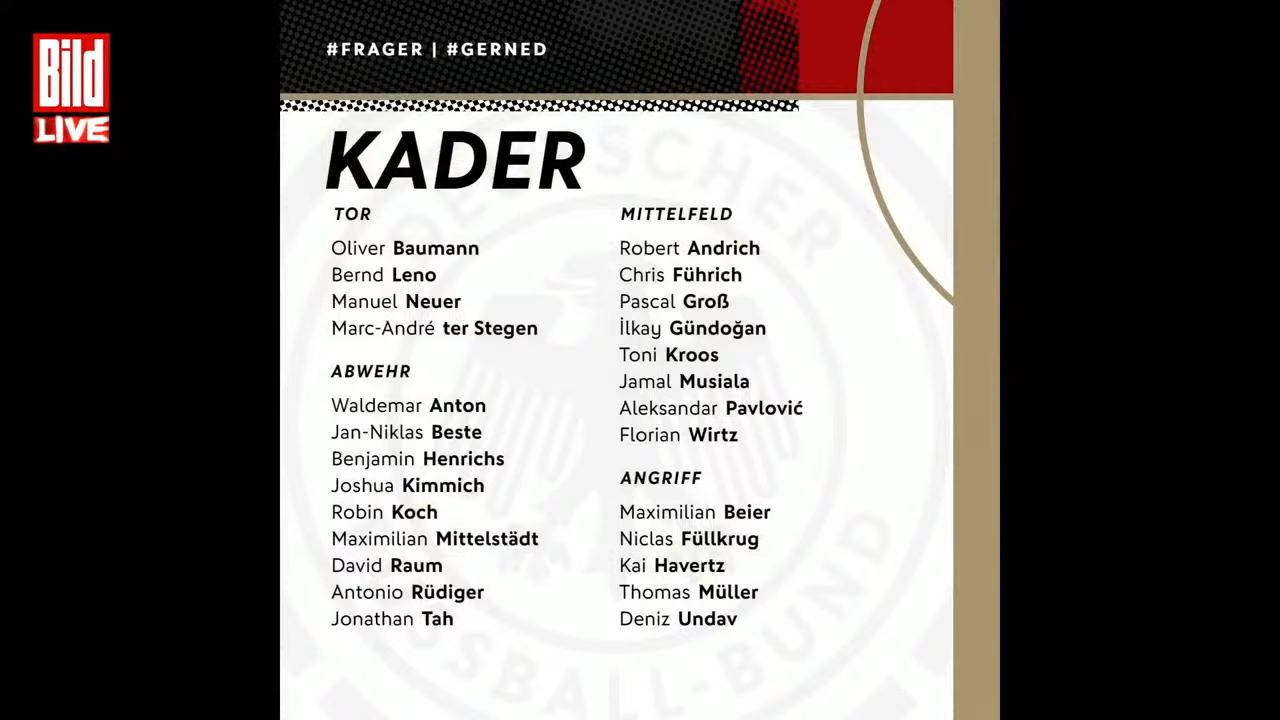 Bild
LIVE
#FRAGER | #GERNED
KADER
TOR
Oliver Baumann
Bernd Leno
Manuel Neuer
Marc-André ter Stegen
ABWEHR
Waldemar Anton
Jan-Niklas Beste
Benjamin Henrichs
Joshua Kimmich
Robin Koch
Maximilian Mittelstädt
David Raum
Antonio Rüdiger
Jonathan Tah
MITTELFELD
Robert Andrich
Chris Führich
Pascal Groß
İlkay Gündoğan
Toni Kroos
Jamal Musiala
Aleksandar Pavlović
Florian Wirtz
ANGRIFF
Maximilian Beier
Niclas Füllkrug
Kai Havertz
Thomas Müller
Deniz Undav
DEUTSCHER
FUSSBALL-BUND